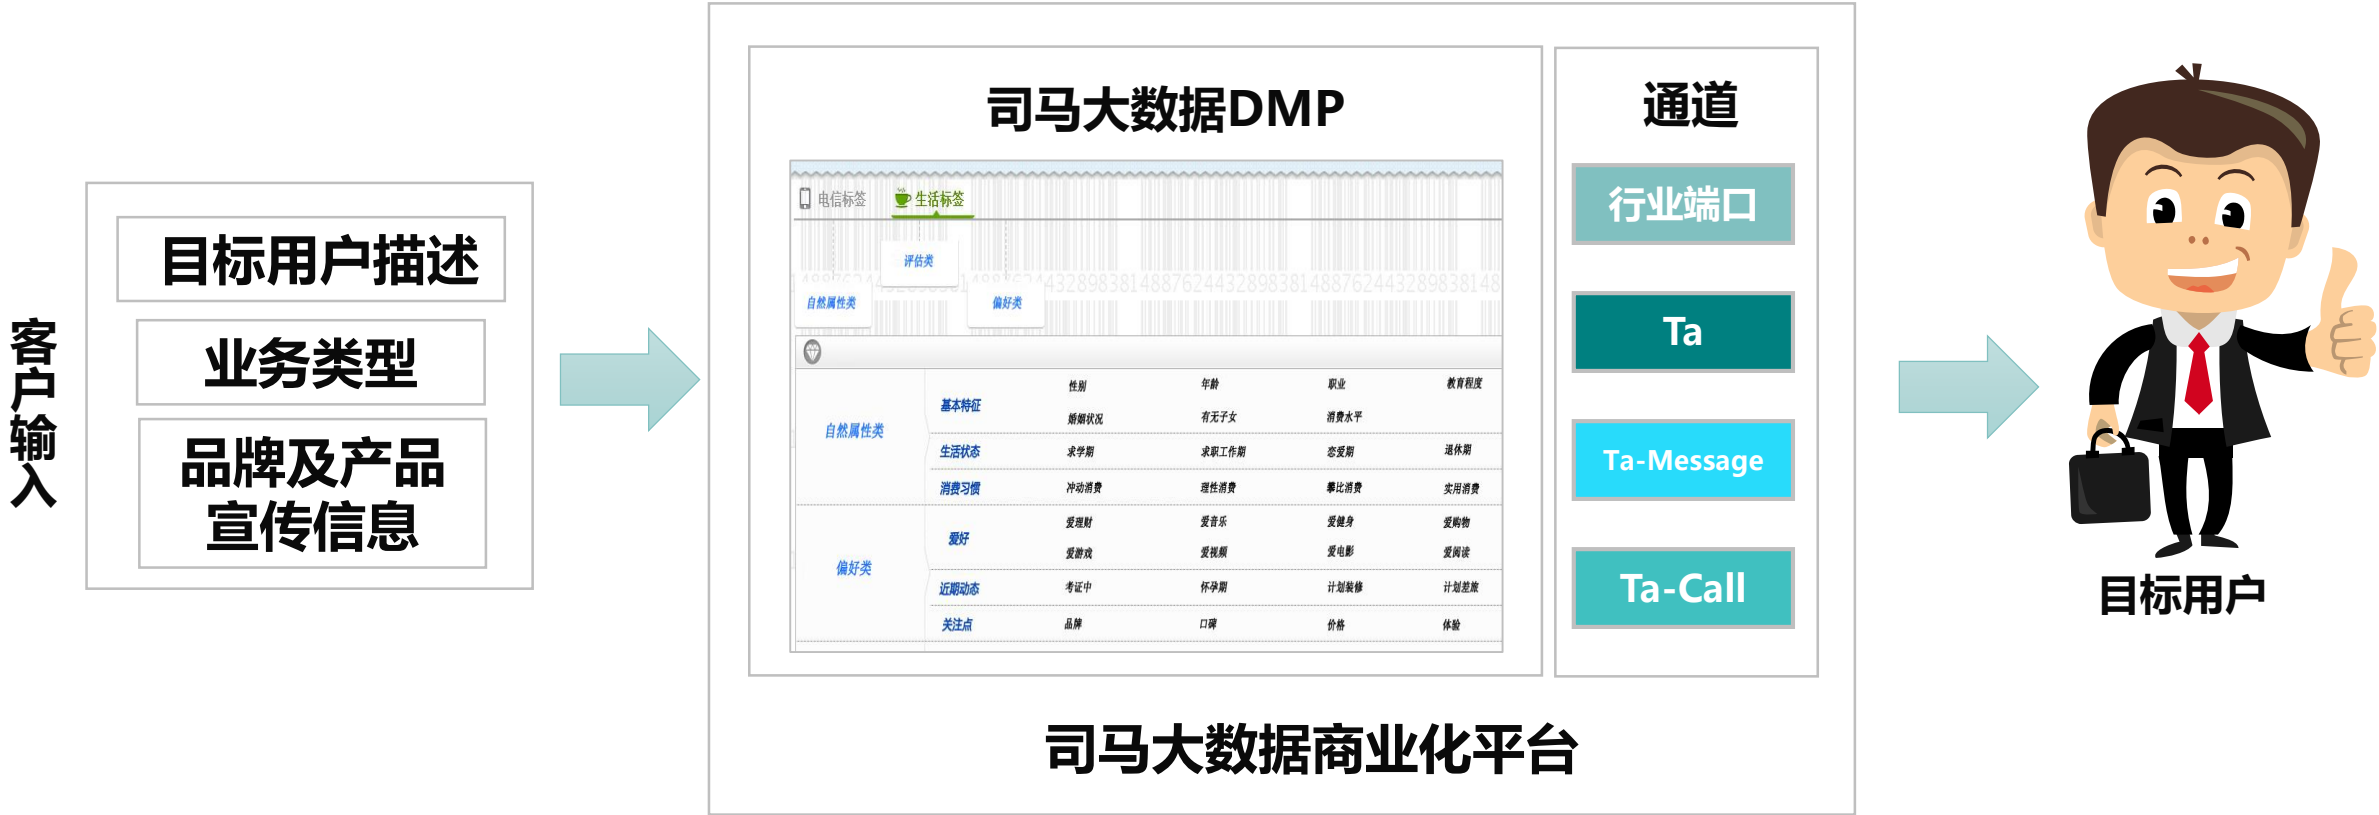 客户输入
目标用户描述
业务类型
品牌及产品
宣传信息
司马大数据DMP
电信标签 生活标签
评估类
自然属性类 偏好类
自然属性类
基本特征
性别 年龄 职业 教育程度
婚姻状况 有无子女 消费水平
生活状态 求学期 求职工作期 恋爱期 退休期
消费习惯 冲动消费 理性消费 攀比消费 实用消费
偏好类
爱好
爱理财 爱音乐 爱健身 爱购物
爱游戏 爱视频 爱电影 爱阅读
近期动态 考证中 怀孕期 计划装修 计划差旅
关注点 品牌 口碑 价格 体验
通道
行业端口
Ta
Ta-Message
Ta-Call
司马大数据商业化平台
目标用户